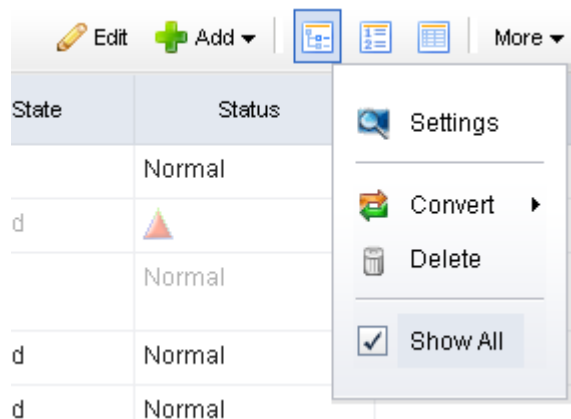 Edit Add More
State Status
Settings
Normal
Convert
d
Delete
Normal
Show All
d Normal
d Normal